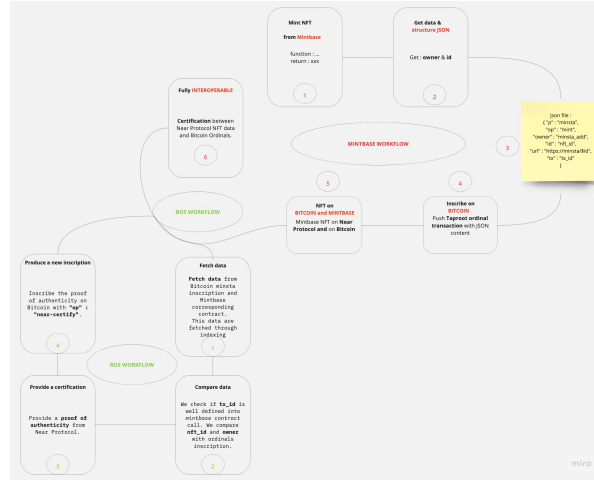 Mint NFT
from Mintbase
function : ...
return : xxx
1
Get data &
structure JSON
Get : owner & id
2
Json file :
{ "p" : "minsta",
"op" : "mint",
"owner" : "minsta_add",
"id" : "nft_id",
"url" : "https://minsta/$id",
"tx" : "tx_id"
}
3
Fully INTEROPERABLE
Certification between
Near Protocol NFT data
and Bitcoin Ordinals.
6
MINTBASE WORKFLOW
5
4
NFT on
BITCOIN and MINTBASE
Mintbase NFT on Near
Protocol and on Bitcoin
Inscribe on
BITCOIN
Push Taproot ordinal
transaction with JSON
content
BOS WORKFLOW
Produce a new inscription
Inscribe the proof
of authenticity on
Bitcoin with "op" :
"near-certify".
4
Fetch data
Fetch data from
Bitcoin minsta
inscription and
Mintbase
corresponding
contract.
This data are
fetched through
indexing
1
BOS WORKFLOW
Provide a certification
Provide a proof of
authenticity from
Near Protocol.
3
Compare data
We check if tx_id is
well defined into
mintbase contract
call. We compare
nft_id and owner
with ordinals
inscription.
2
miro